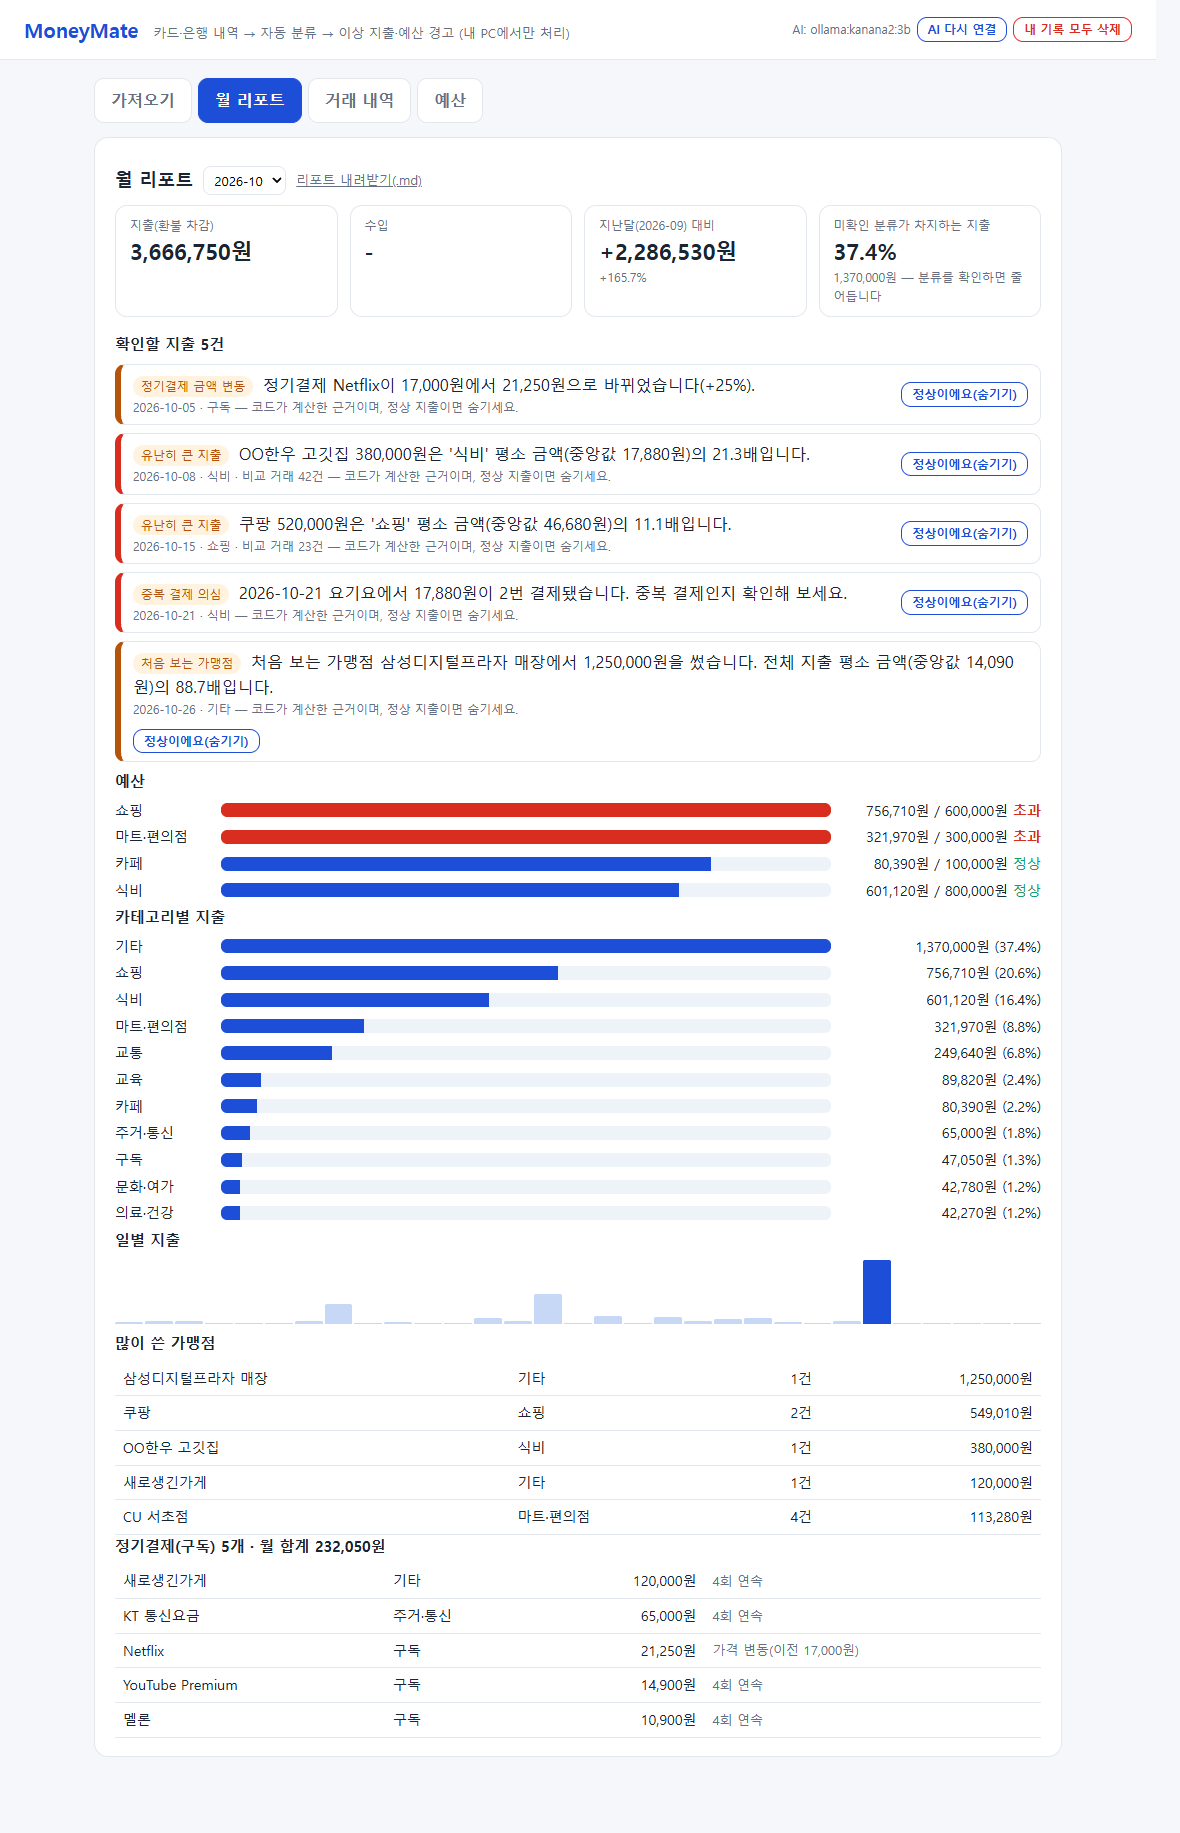 MoneyMate 카드·은행 내역 → 자동 분류 → 이상 지출·예산 경고 (내 PC에서만 처리) AI: ollama:kanana2:3b AI 다시 연결 내 기록 모두 삭제
가져오기 월 리포트 거래 내역 예산
월 리포트 2026-10 리포트 내려받기(.md)
지출(환불 차감)
3,666,750원
수입
-
지난달(2026-09) 대비
+2,286,530원
+165.7%
미확인 분류가 차지하는 지출
37.4%
1,370,000원 — 분류를 확인하면 줄
어듭니다
확인할 지출 5건
정기결제 금액 변동 정기결제 Netflix이 17,000원에서 21,250원으로 바뀌었습니다(+25%).
2026-10-05 · 구독 — 코드가 계산한 근거이며, 정상 지출이면 숨기세요.
정상이에요(숨기기)
유난히 큰 지출 OO한우 고깃집 380,000원은 '식비' 평소 금액(중앙값 17,880원)의 21.3배입니다.
2026-10-08 · 식비 · 비교 거래 42건 — 코드가 계산한 근거이며, 정상 지출이면 숨기세요.
정상이에요(숨기기)
유난히 큰 지출 쿠팡 520,000원은 '쇼핑' 평소 금액(중앙값 46,680원)의 11.1배입니다.
2026-10-15 · 쇼핑 · 비교 거래 23건 — 코드가 계산한 근거이며, 정상 지출이면 숨기세요.
정상이에요(숨기기)
중복 결제 의심 2026-10-21 요기요에서 17,880원이 2번 결제됐습니다. 중복 결제인지 확인해 보세요.
2026-10-21 · 식비 — 코드가 계산한 근거이며, 정상 지출이면 숨기세요.
정상이에요(숨기기)
처음 보는 가맹점 처음 보는 가맹점 삼성디지털프라자 매장에서 1,250,000원을 썼습니다. 전체 지출 평소 금액(중앙값 14,090
원)의 88.7배입니다.
2026-10-26 · 기타 — 코드가 계산한 근거이며, 정상 지출이면 숨기세요.
정상이에요(숨기기)
예산
쇼핑 756,710원 / 600,000원 초과
마트·편의점 321,970원 / 300,000원 초과
카페 80,390원 / 100,000원 정상
식비 601,120원 / 800,000원 정상
카테고리별 지출
기타 1,370,000원 (37.4%)
쇼핑 756,710원 (20.6%)
식비 601,120원 (16.4%)
마트·편의점 321,970원 (8.8%)
교통 249,640원 (6.8%)
교육 89,820원 (2.4%)
카페 80,390원 (2.2%)
주거·통신 65,000원 (1.8%)
구독 47,050원 (1.3%)
문화·여가 42,780원 (1.2%)
의료·건강 42,270원 (1.2%)
일별 지출
많이 쓴 가맹점
삼성디지털프라자 매장 기타 1건 1,250,000원
쿠팡 쇼핑 2건 549,010원
OO한우 고깃집 식비 1건 380,000원
새로생긴가게 기타 1건 120,000원
CU 서초점 마트·편의점 4건 113,280원
정기결제(구독) 5개 · 월 합계 232,050원
새로생긴가게 기타 120,000원 4회 연속
KT 통신요금 주거·통신 65,000원 4회 연속
Netflix 구독 21,250원 가격 변동(이전 17,000원)
YouTube Premium 구독 14,900원 4회 연속
멜론 구독 10,900원 4회 연속